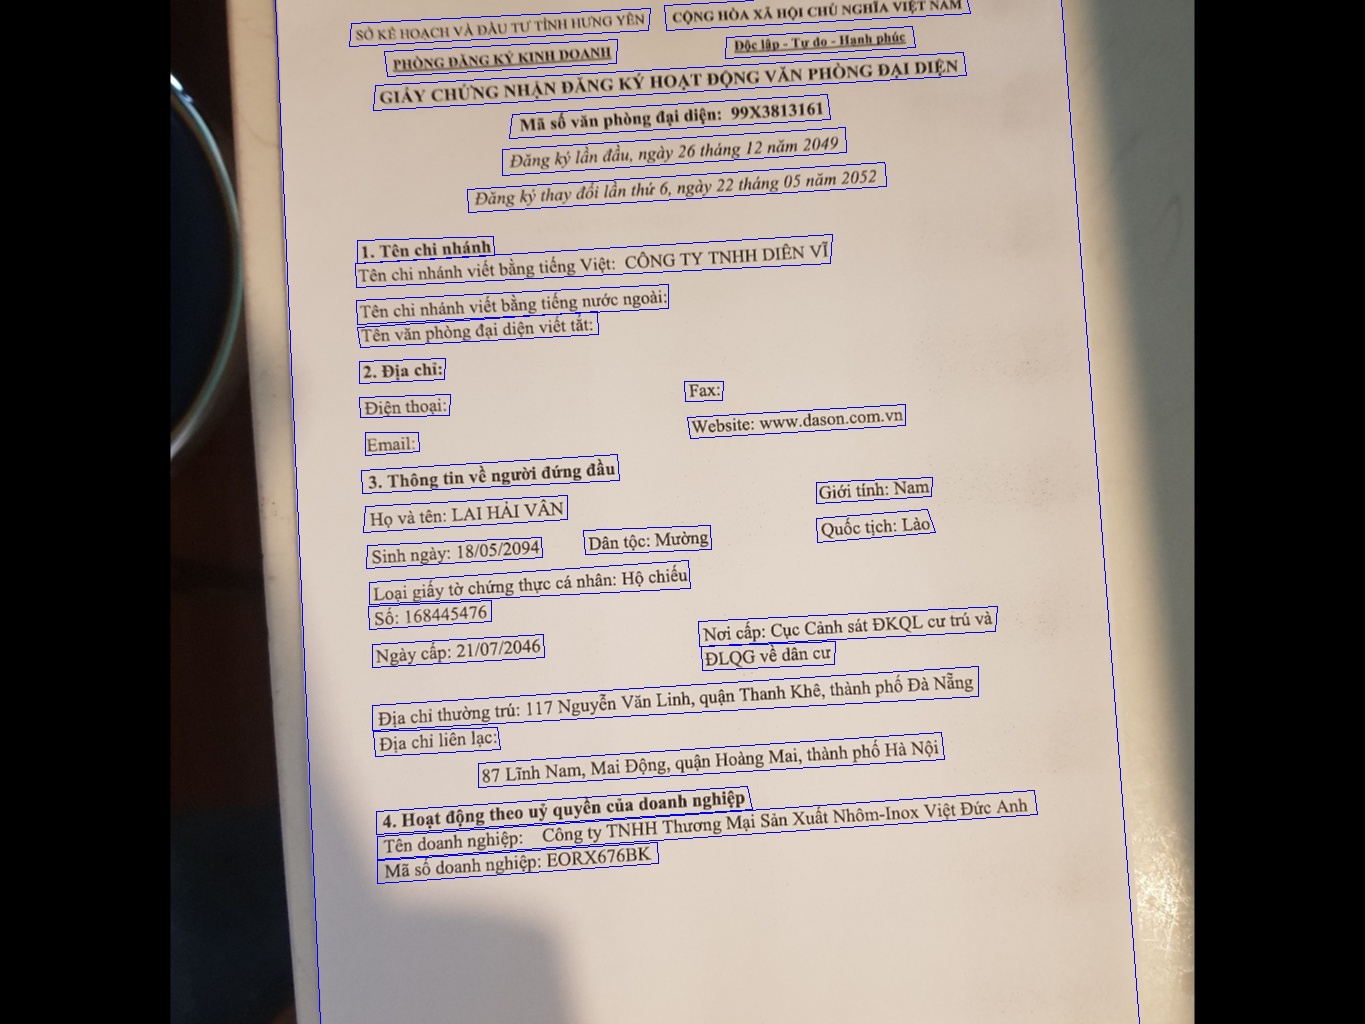 SỞ KẾ HOẠCH VÀ ĐẦU TƯ TỈNH HƯNG YÊN
CỘNG HÒA XÃ HỘI CHỦ NGHĨA VIỆT NAM
PHÒNG ĐĂNG KÝ KINH DOANH
Độc lập - Tự do - Hạnh phúc
GIẤY CHỨNG NHẬN ĐĂNG KÝ HOẠT ĐỘNG VĂN PHÒNG ĐẠI DIỆN
Mã số văn phòng đại diện: 99X3813161
Đăng ký lần đầu, ngày 26 tháng 12 năm 2049
Đăng ký thay đổi lần thứ 6, ngày 22 tháng 05 năm 2052
1. Tên chi nhánh
Tên chi nhánh viết bằng tiếng Việt: CÔNG TY TNHH DIÊN VĨ
Tên chi nhánh viết bằng tiếng nước ngoài:
Tên văn phòng đại diện viết tắt:
2. Địa chỉ:
Điện thoại:
Fax:
Email:
Website: www.dason.com.vn
3. Thông tin về người đứng đầu
Họ và tên: LAI HẢI VÂN
Giới tính: Nam
Sinh ngày: 18/05/2094
Dân tộc: Mường
Quốc tịch: Lào
Loại giấy tờ chứng thực cá nhân: Hộ chiếu
Số: 168445476
Ngày cấp: 21/07/2046
Nơi cấp: Cục Cảnh sát ĐKQL cư trú và
ĐLQG về dân cư
Địa chỉ thường trú: 117 Nguyễn Văn Linh, quận Thanh Khê, thành phố Đà Nẵng
Địa chỉ liên lạc:
87 Lĩnh Nam, Mai Động, quận Hoàng Mai, thành phố Hà Nội
4. Hoạt động theo uỷ quyền của doanh nghiệp
Tên doanh nghiệp: Công ty TNHH Thương Mại Sản Xuất Nhôm-Inox Việt Đức Anh
Mã số doanh nghiệp: EORX676BK